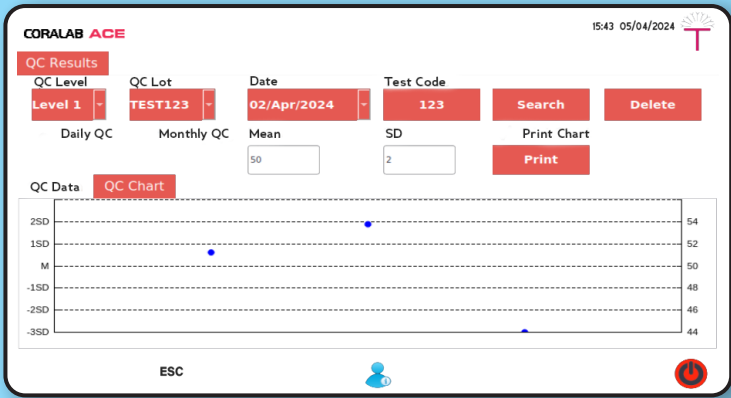 CORALAB ACE
15:43 05/04/2024
QC Results
QC Level QC Lot Date Test Code
Level 1 TEST123 02/Apr/2024 123 Search Delete
Daily QC Monthly QC Mean SD Print Chart
50 2 Print
QC Data QC Chart
2SD 54
1SD 52
M 50
-1SD 48
-2SD 46
-3SD 44
ESC